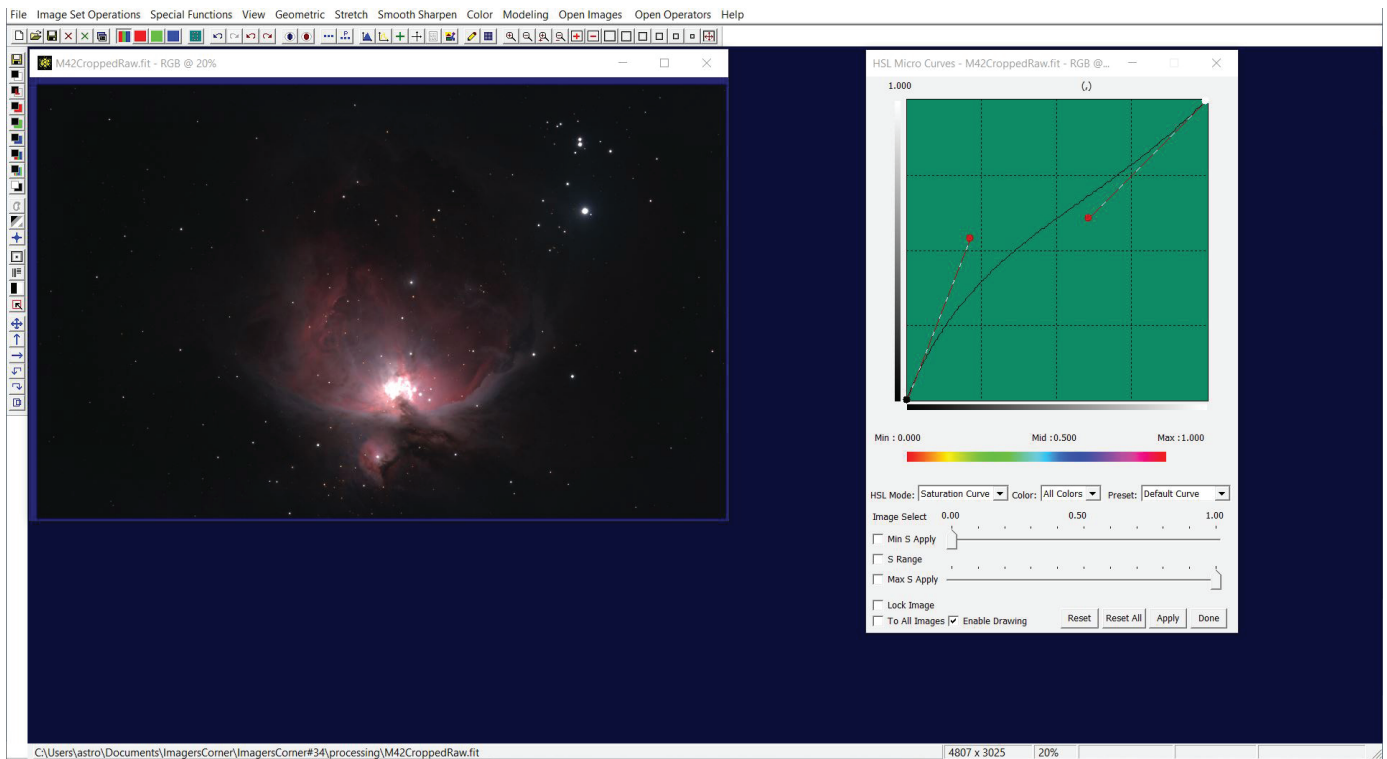 File Image Set Operations Special Functions View Geometric Stretch Smooth Sharpen Color Modeling Open Images Open Operators Help
M42CroppedRaw.fit - RGB @ 20%
HSL Micro Curves - M42CroppedRaw.fit - RGB @...
1.000 (,)
Min : 0.000 Mid :0.500 Max :1.000
HSL Mode: Saturation Curve Color: All Colors Preset: Default Curve
Image Select 0.00 0.50 1.00
Min S Apply
S Range
Max S Apply
Lock Image
To All Images Enable Drawing Reset Reset All Apply Done
C:\Users\astro\Documents\ImagersCorner\ImagersCorner#34\processing\M42CroppedRaw.fit 4807 x 3025 20%